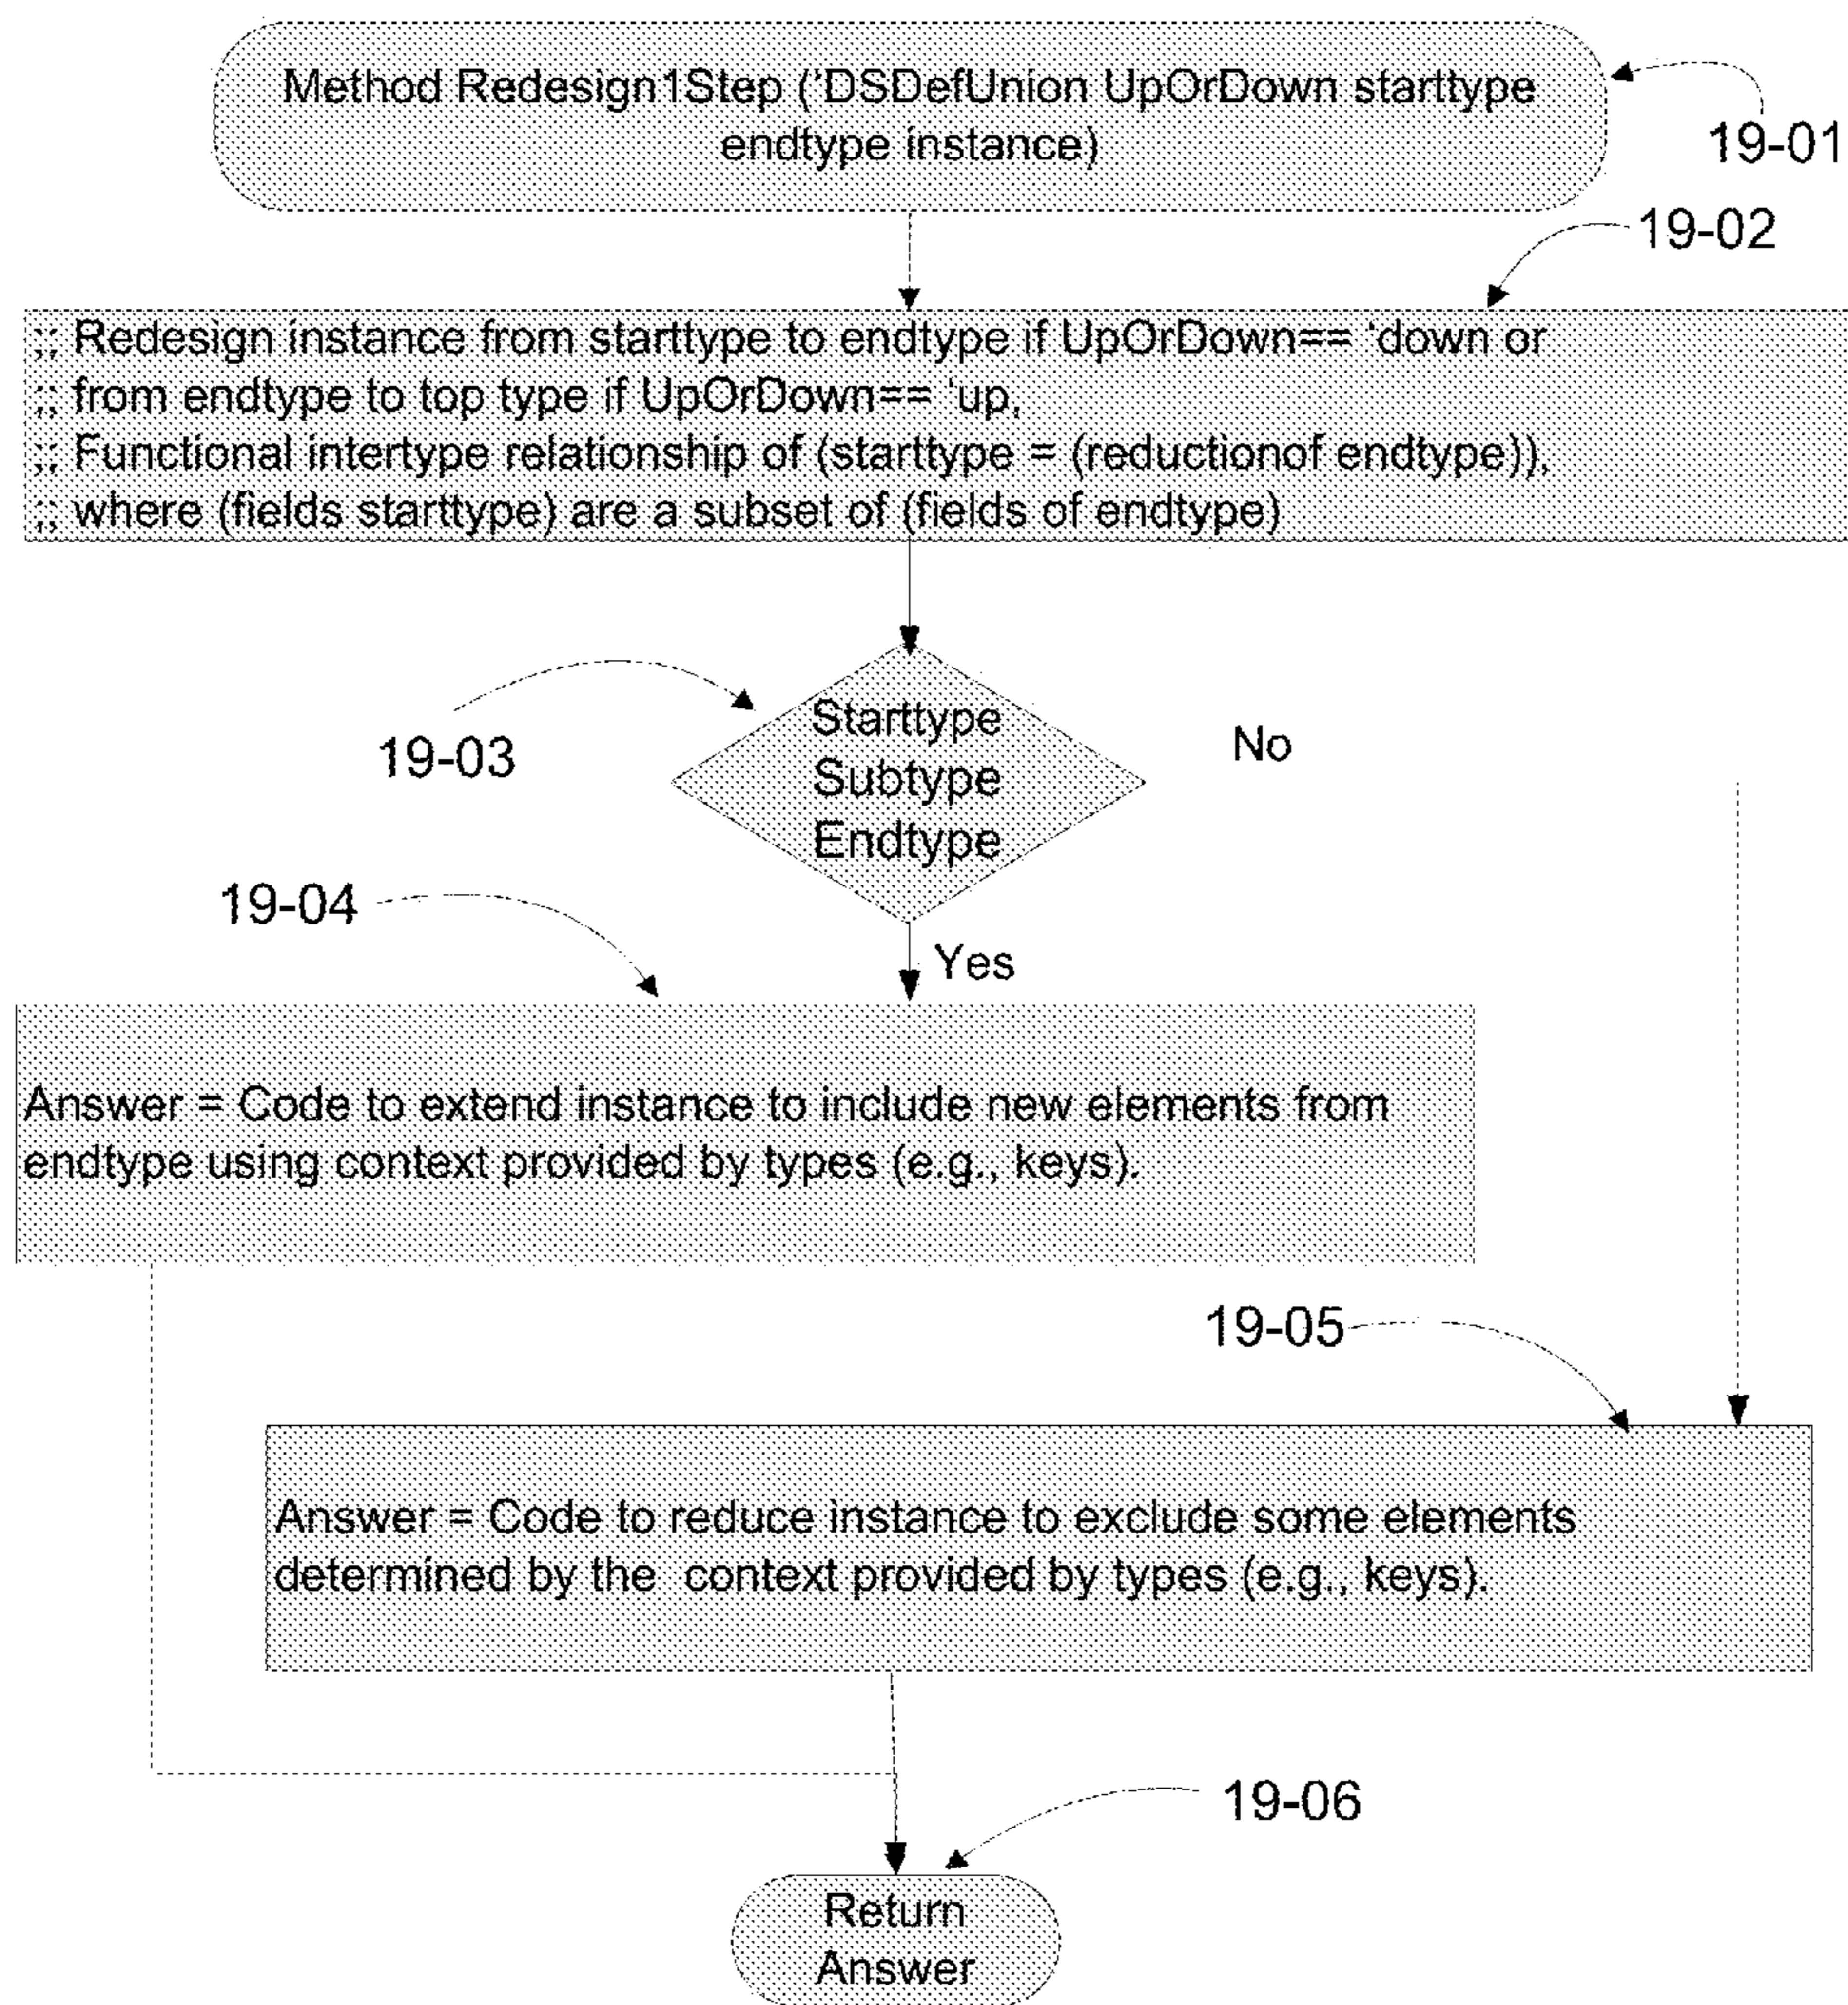 Method Redesign1Step ('DSDefUnion UpOrDown starttype
endtype instance)
19-01
19-02
;; Redesign instance from starttype to endtype if UpOrDown== 'down or
;; from endtype to top type if UpOrDown== 'up,
;; Functional intertype relationship of (starttype = (reductionof endtype)),
;; where (fields starttype) are a subset of (fields of endtype)
19-03
Starttype
Subtype
Endtype
No
19-04
Yes
Answer = Code to extend instance to include new elements from
endtype using context provided by types (e.g., keys).
19-05
Answer = Code to reduce instance to exclude some elements
determined by the context provided by types (e.g., keys).
19-06
Return
Answer